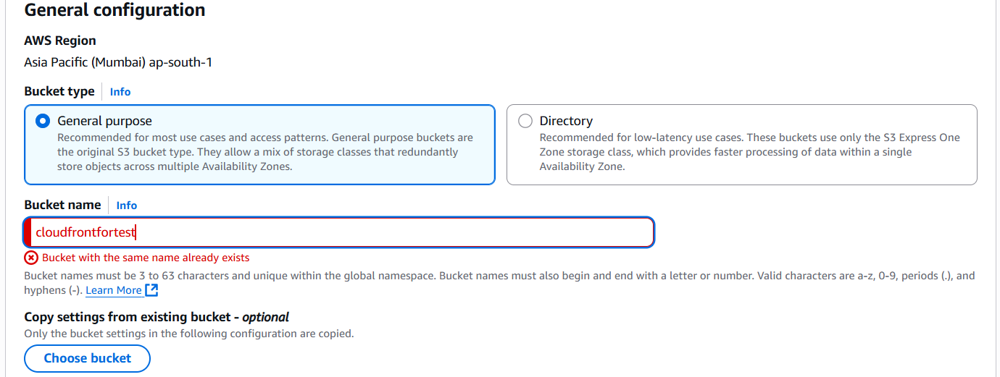 General configuration
AWS Region
Asia Pacific (Mumbai) ap-south-1
Bucket type
Info
General purpose
Recommended for most use cases and access patterns. General purpose buckets are
the original S3 bucket type. They allow a mix of storage classes that redundantly
store objects across multiple Availability Zones.
Directory
Recommended for low-latency use cases. These buckets use only the S3 Express One
Zone storage class, which provides faster processing of data within a single
Availability Zone.
Bucket name
Info
cloudfrontfortest
Bucket with the same name already exists
Bucket names must be 3 to 63 characters and unique within the global namespace. Bucket names must also begin and end with a letter or number. Valid characters are a-z, 0-9, periods (.), and
hyphens (-). Learn More
Copy settings from existing bucket - optional
Only the bucket settings in the following configuration are copied.
Choose bucket